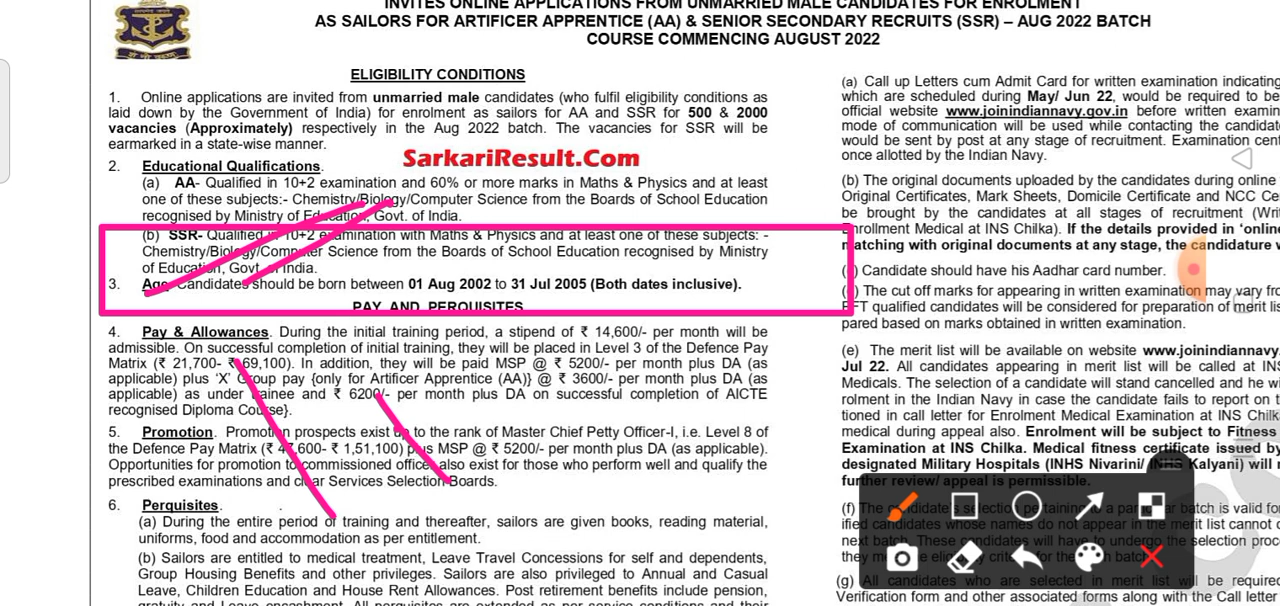 INVITES ONLINE APPLICATIONS FROM UNMARRIED MALE CANDIDATES FOR ENROLMENT
AS SAILORS FOR ARTIFICER APPRENTICE (AA) & SENIOR SECONDARY RECRUITS (SSR) – AUG 2022 BATCH
COURSE COMMENCING AUGUST 2022
ELIGIBILITY CONDITIONS
1. Online applications are invited from unmarried male candidates (who fulfil eligibility conditions as
laid down by the Government of India) for enrolment as sailors for AA and SSR for 500 & 2000
vacancies (Approximately) respectively in the Aug 2022 batch. The vacancies for SSR will be
earmarked in a state-wise manner.
SarkariResult.Com
2. Educational Qualifications.
(a) AA- Qualified in 10+2 examination and 60% or more marks in Maths & Physics and at least
one of these subjects:- Chemistry/Biology/Computer Science from the Boards of School Education
recognised by Ministry of Education, Govt. of India.
(b) SSR- Qualified in 10+2 examination with Maths & Physics and at least one of these subjects: -
Chemistry/Biology/Computer Science from the Boards of School Education recognised by Ministry
of Education, Govt. of India.
3. Age. Candidates should be born between 01 Aug 2002 to 31 Jul 2005 (Both dates inclusive).
PAY AND PERQUISITES
4. Pay & Allowances. During the initial training period, a stipend of ₹ 14,600/- per month will be
admissible. On successful completion of initial training, they will be placed in Level 3 of the Defence Pay
Matrix (₹ 21,700- ₹ 69,100). In addition, they will be paid MSP @ ₹ 5200/- per month plus DA (as
applicable) plus 'X' Group pay {only for Artificer Apprentice (AA)} @ ₹ 3600/- per month plus DA (as
applicable) as under trainee and ₹ 6200/- per month plus DA on successful completion of AICTE
recognised Diploma Course}.
5. Promotion. Promotion prospects exist up to the rank of Master Chief Petty Officer-I, i.e. Level 8 of
the Defence Pay Matrix (₹ 47,600- ₹ 1,51,100) plus MSP @ ₹ 5200/- per month plus DA (as applicable).
Opportunities for promotion to commissioned officer also exist for those who perform well and qualify the
prescribed examinations and clear Services Selection Boards.
6. Perquisites.
(a) During the entire period of training and thereafter, sailors are given books, reading material,
uniforms, food and accommodation as per entitlement.
(b) Sailors are entitled to medical treatment, Leave Travel Concessions for self and dependents,
Group Housing Benefits and other privileges. Sailors are also privileged to Annual and Casual
Leave, Children Education and House Rent Allowances. Post retirement benefits include pension,
gratuity and Leave encashment. All perquisites are extended as per service conditions and their
(a) Call up Letters cum Admit Card for written examination indicating
which are scheduled during May/ Jun 22, would be required to be
official website www.joinindiannavy.gov.in before written examin
mode of communication will be used while contacting the candidat
would be sent by post at any stage of recruitment. Examination cent
once allotted by the Indian Navy.
(b) The original documents uploaded by the candidates during online
Original Certificates, Mark Sheets, Domicile Certificate and NCC Ce
be brought by the candidates at all stages of recruitment (Writ
Enrollment Medical at INS Chilka). If the details provided in 'online
matching with original documents at any stage, the candidature w
Candidate should have his Aadhar card number.
The cut off marks for appearing in written examination may vary fro
PFT qualified candidates will be considered for preparation of merit lis
pared based on marks obtained in written examination.
(e) The merit list will be available on website www.joinindiannavy.
Jul 22. All candidates appearing in merit list will be called at INS
Medicals. The selection of a candidate will stand cancelled and he wi
rolment in the Indian Navy in case the candidate fails to report on t
tioned in call letter for Enrolment Medical Examination at INS Chilk
medical during appeal also. Enrolment will be subject to Fitness
Examination at INS Chilka. Medical fitness certificate issued by
designated Military Hospitals (INHS Nivarini/ INHS Kalyani) will
further review/ appeal is permissible.
(f) The candidate's selection pertaining to a particular batch is valid for
ified candidates whose names do not appear in the merit list cannot c
next batch. These candidates will have to undergo the selection proc
they
(g) All candidates who are selected in merit list will be required
Verification form and other associated forms along with the Call letter